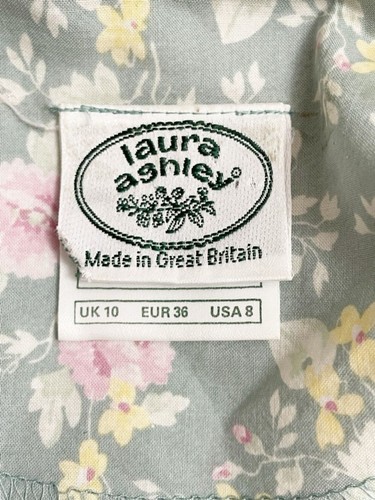 laura
ashley®
Made in Great Britain
UK 10 EUR 36 USA 8